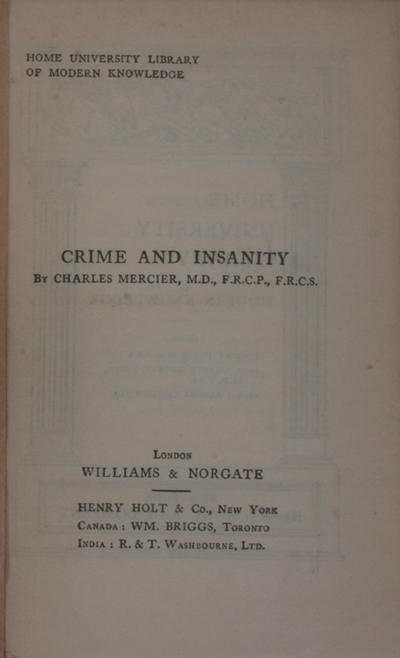 HOME UNIVERSITY LIBRARY
OF MODERN KNOWLEDGE
CRIME AND INSANITY
By CHARLES MERCIER, M.D., F.R.C.P., F.R.C.S.
London
WILLIAMS & NORGATE
HENRY HOLT & Co., New York
Canada : WM. BRIGGS, Toronto
India : R. & T. Washbourne, Ltd.